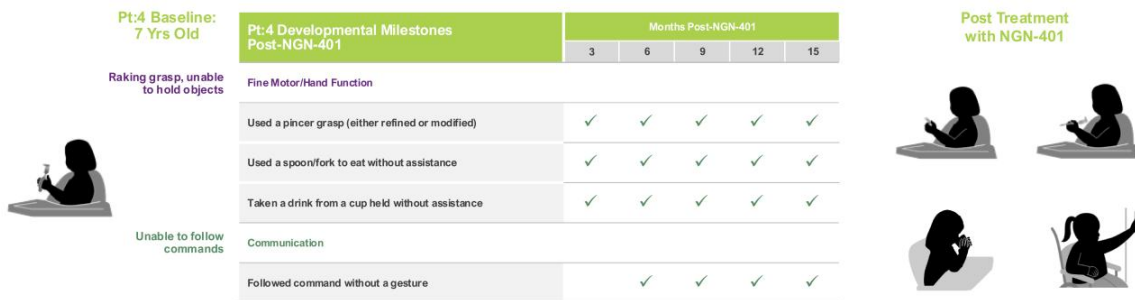 Pt:4 Baseline:
7 Yrs Old
Pt:4 Developmental Milestones
Post-NGN-401
Months Post-NGN-401
3 6 9 12 15
Post Treatment
with NGN-401
Raking grasp, unable
to hold objects
Fine Motor/Hand Function
Used a pincer grasp (either refined or modified) ✓ ✓ ✓ ✓ ✓
Used a spoon/fork to eat without assistance ✓ ✓ ✓ ✓ ✓
Taken a drink from a cup held without assistance ✓ ✓ ✓ ✓ ✓
Unable to follow
commands
Communication
Followed command without a gesture ✓ ✓ ✓ ✓